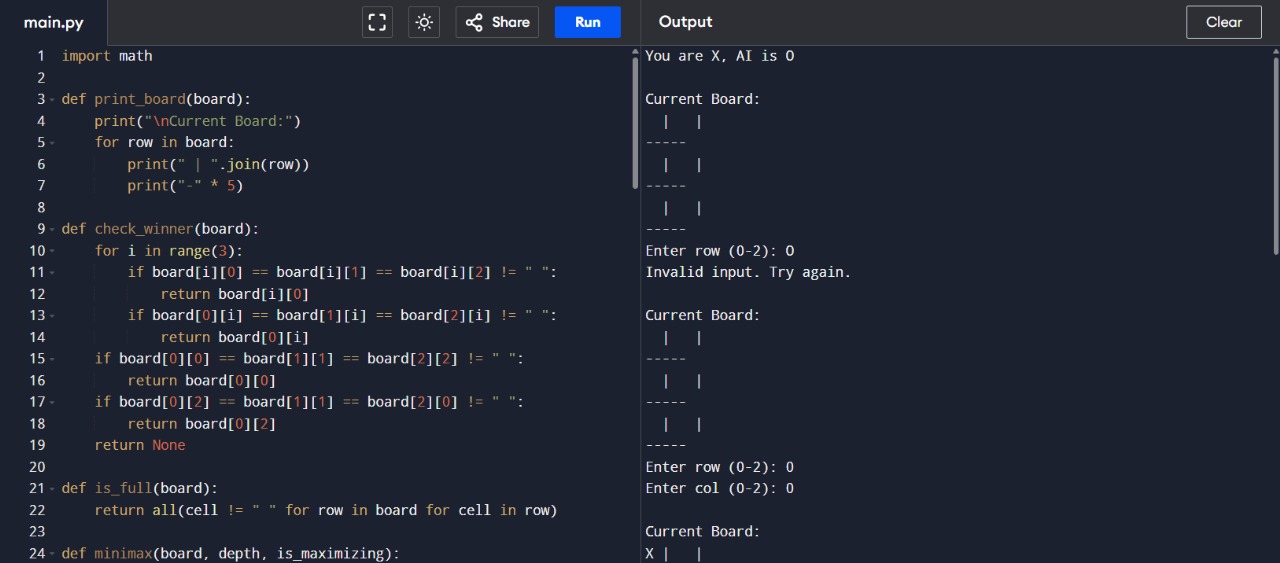 main.py
Share
Run
Output
Clear
1 import math
2
3 def print_board(board):
4     print("\nCurrent Board:")
5     for row in board:
6         print(" | ".join(row))
7         print("-" * 5)
8
9 def check_winner(board):
10     for i in range(3):
11         if board[i][0] == board[i][1] == board[i][2] != " ":
12             return board[i][0]
13         if board[0][i] == board[1][i] == board[2][i] != " ":
14             return board[0][i]
15     if board[0][0] == board[1][1] == board[2][2] != " ":
16         return board[0][0]
17     if board[0][2] == board[1][1] == board[2][0] != " ":
18         return board[0][2]
19     return None
20
21 def is_full(board):
22     return all(cell != " " for row in board for cell in row)
23
24 def minimax(board, depth, is_maximizing):
You are X, AI is O
Current Board:
  |   |
-----
  |   |
-----
  |   |
-----
Enter row (0-2): O
Invalid input. Try again.
Current Board:
  |   |
-----
  |   |
-----
  |   |
-----
Enter row (0-2): 0
Enter col (0-2): 0
Current Board:
X |   |